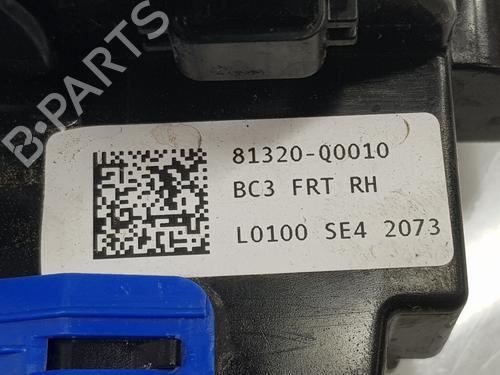 B-PARTS
81320-Q0010
BC3 FRT RH
L0100 SE4 2073